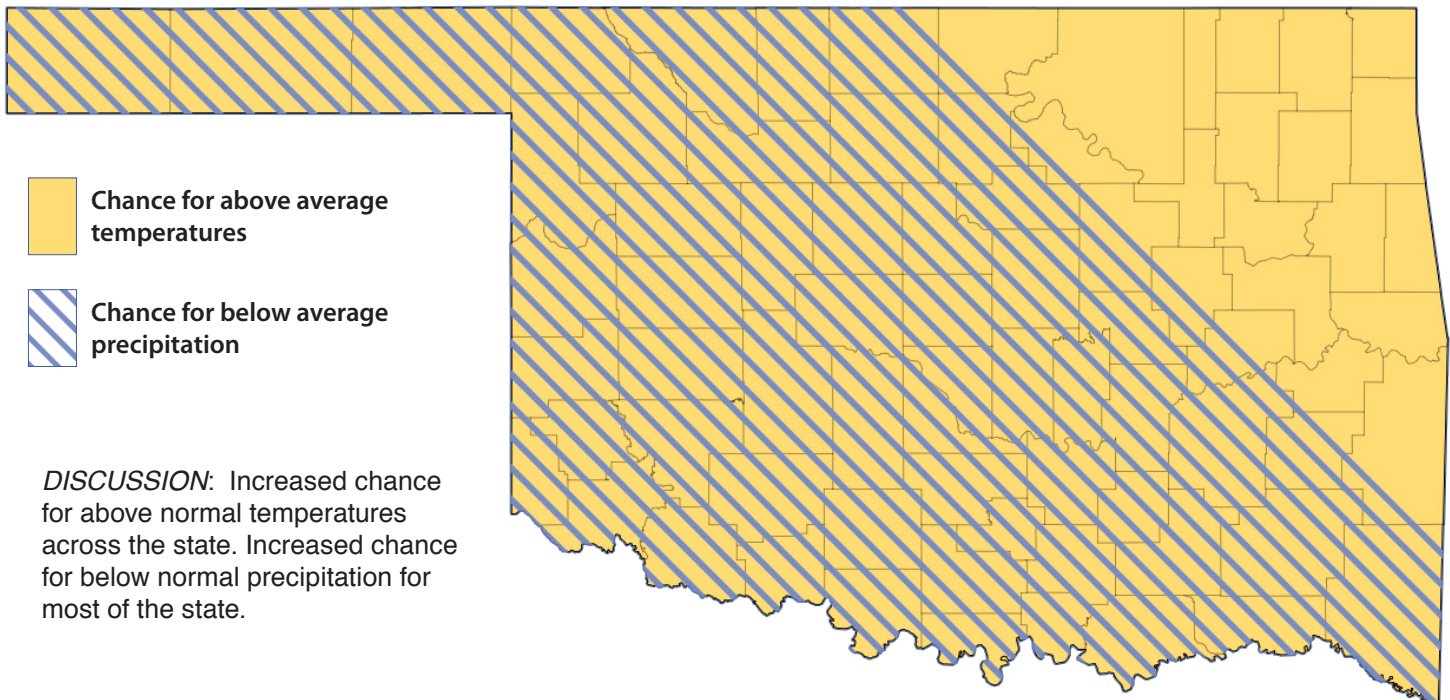 Chance for above average
temperatures
Chance for below average
precipitation
DISCUSSION: Increased chance
for above normal temperatures
across the state. Increased chance
for below normal precipitation for
most of the state.